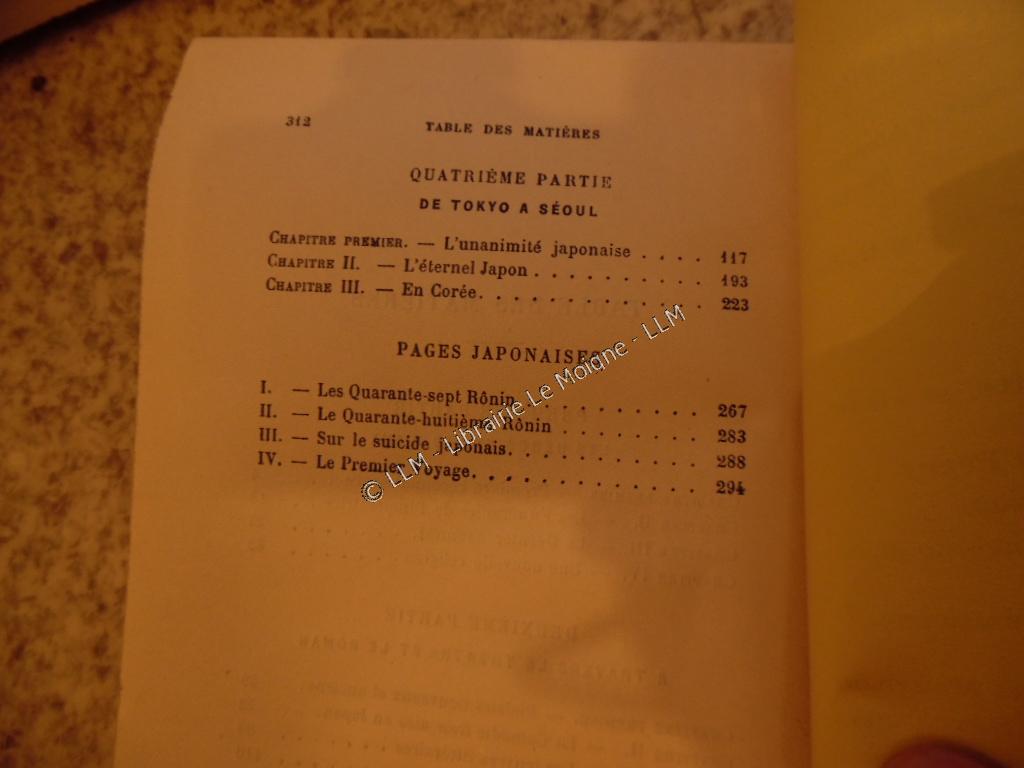 312
TABLE DES MATIÈRES
QUATRIÈME PARTIE
DE TOKYO A SÉOUL
CHAPITRE PREMIER. — L'unanimité japonaise . . . . 117
CHAPITRE II. — L'éternel Japon . . . . . . . . . . 193
CHAPITRE III. — En Corée. . . . . . . . . . . . . . 223
PAGES JAPONAISES
I. — Les Quarante-sept Rônin . . . . . . . . . . . 267
II. — Le Quarante-huitième Rônin . . . . . . . . . 283
III. — Sur le suicide japonais. . . . . . . . . . . 288
IV. — Le Premier voyage. . . . . . . . . . . . . . 294
© LLM - Librairie Le Moigne - LLM